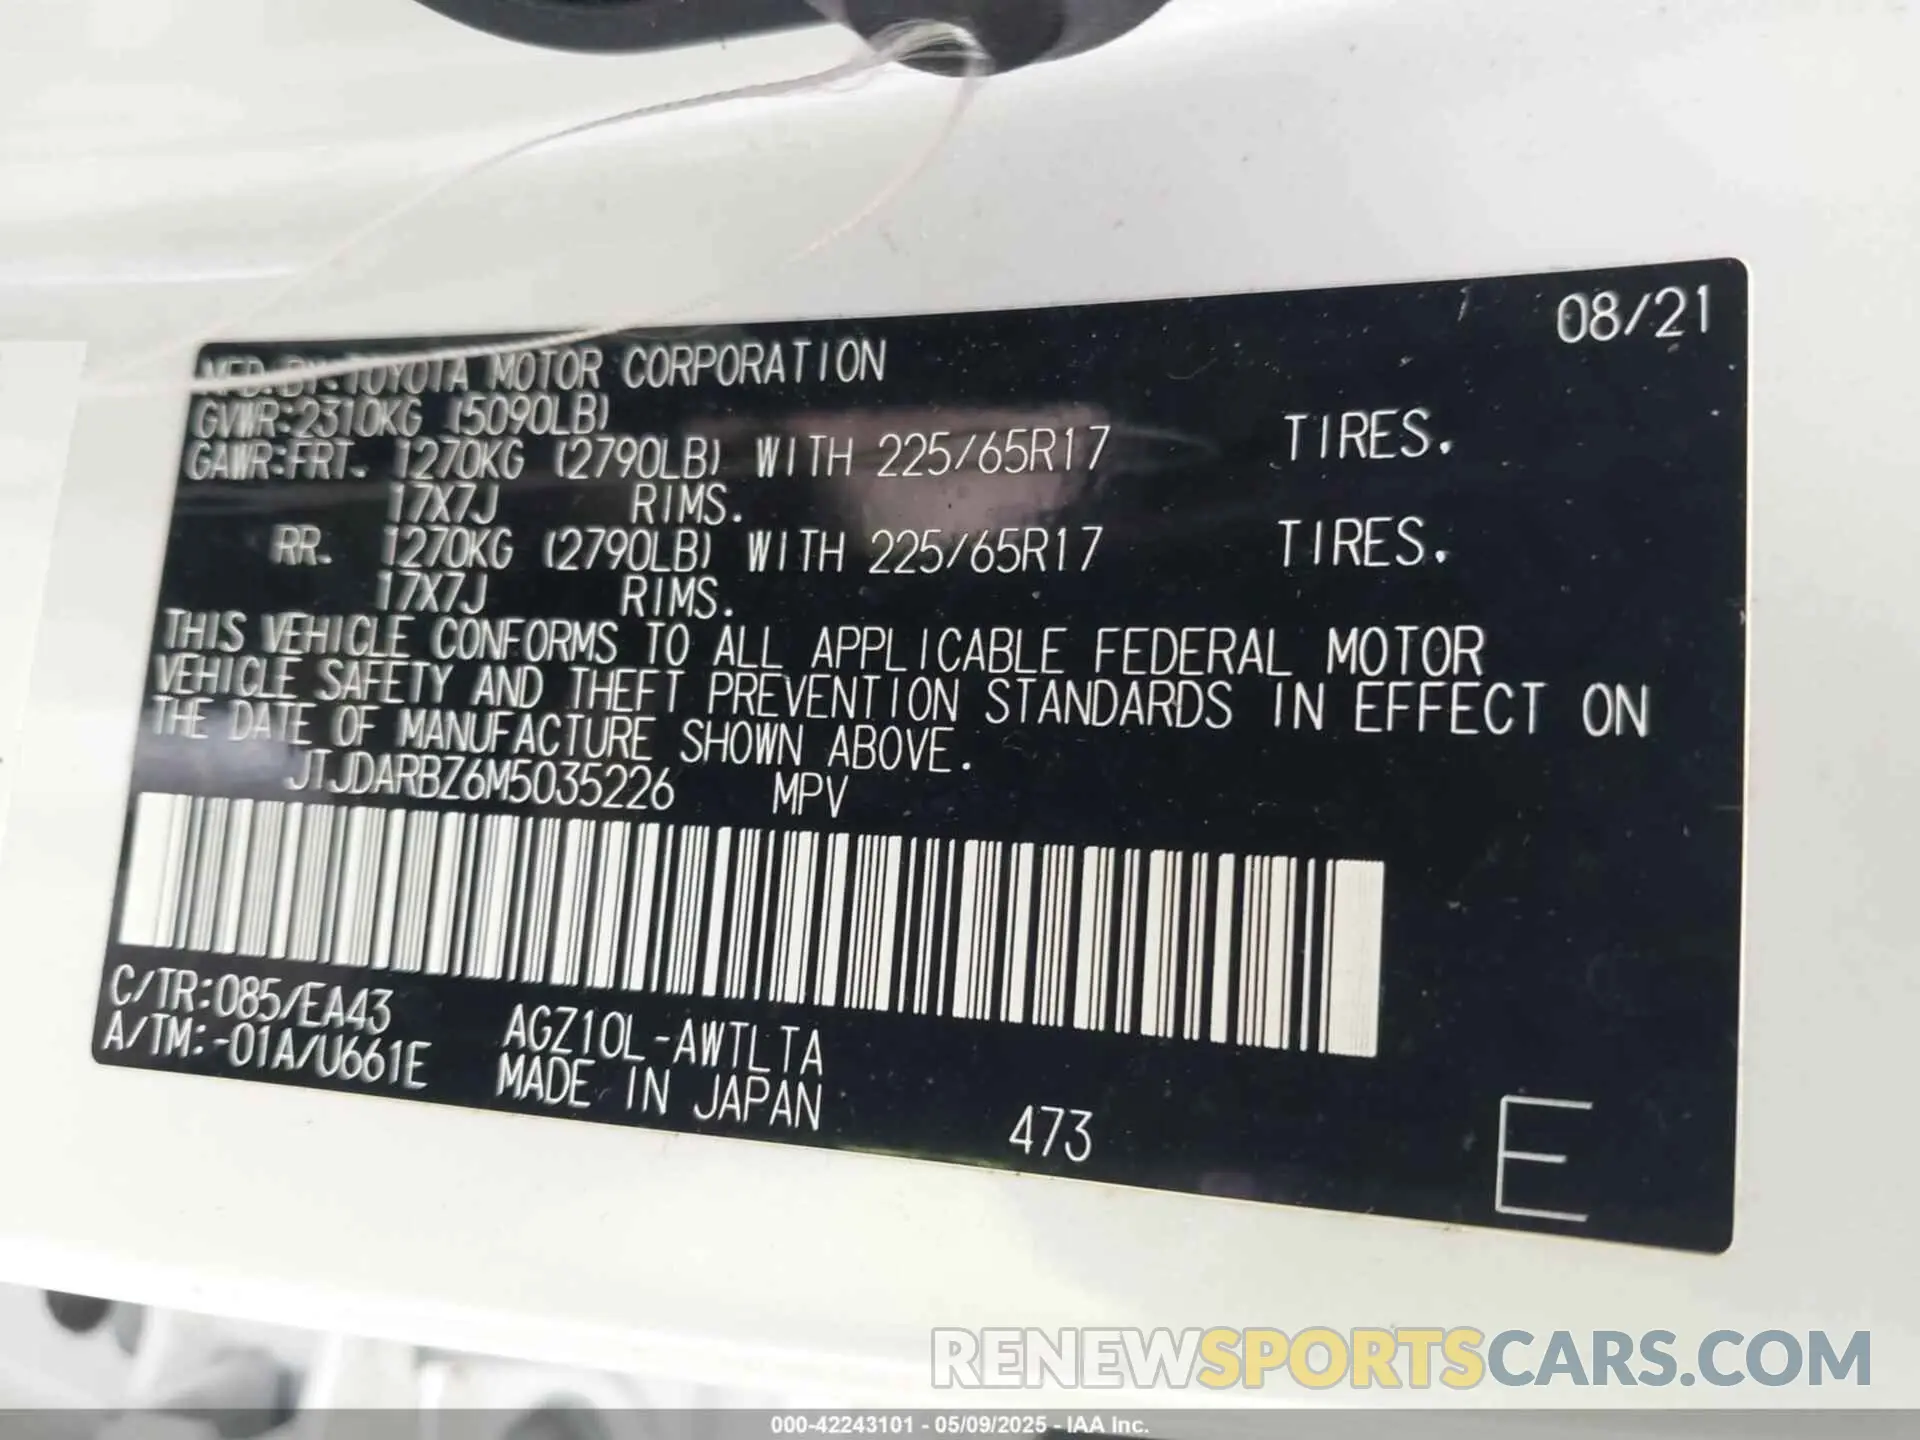 08/21
MFD.BY:TOYOTA MOTOR CORPORATION
GVWR:2310KG (5090LB)
GAWR:FRT. 1270KG (2790LB) WITH 225/65R17 TIRES.
17X7J RIMS.
RR. 1270KG (2790LB) WITH 225/65R17 TIRES.
17X7J RIMS.
THIS VEHICLE CONFORMS TO ALL APPLICABLE FEDERAL MOTOR
VEHICLE SAFETY AND THEFT PREVENTION STANDARDS IN EFFECT ON
THE DATE OF MANUFACTURE SHOWN ABOVE.
JTJDARBZ6M5035226 MPV
C/TR:085/EA43 AGZ10L-AWTLTA
A/TM:-01A/U661E MADE IN JAPAN
473
E
RENEWSPORTSCARS.COM
000-42243101 - 05/09/2025 - IAA Inc.